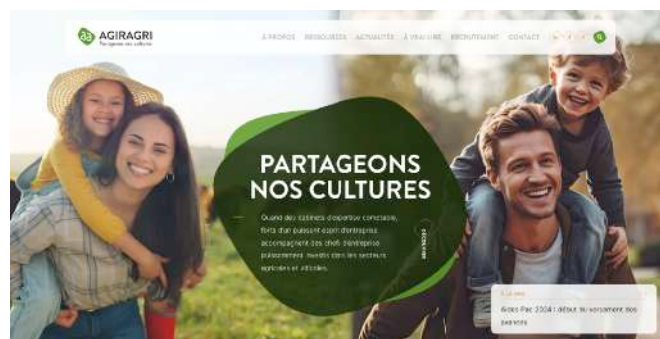 AGIRAGRI
Partageons nos cultures
À PROPOS RESSOURCES ACTUALITÉS À VRAI LIRE RECRUTEMENT CONTACT
PARTAGEONS
NOS CULTURES
Quand des cabinets d'expertise comptable,
forts d'un puissant esprit d'entreprise
accompagnent des chefs d'entreprise
puissamment investis dans les secteurs
agricoles et viticoles.
DÉCOUVRIR
À la une
Aides Pac 2024 : début du versement des
avances